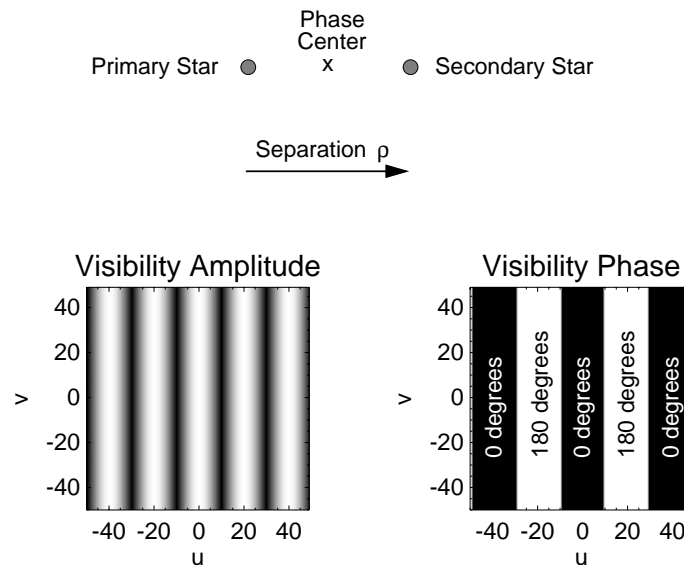 Phase
Center
Primary Star x Secondary Star
Separation ρ
Visibility Amplitude
40
20
0
-20
-40
v
-40 -20 0 20 40
u
Visibility Phase
40
20
0
-20
-40
v
0 degrees
180 degrees
0 degrees
180 degrees
0 degrees
-40 -20 0 20 40
u